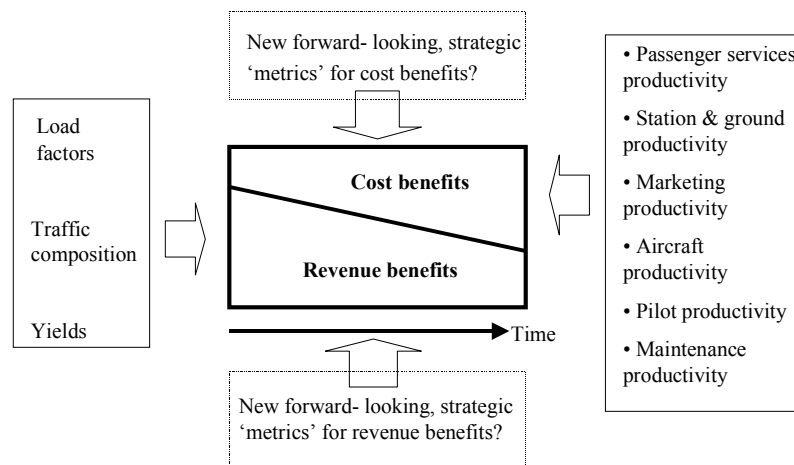 New forward- looking, strategic
‘metrics’ for cost benefits?
Load
factors
Traffic
composition
Yields
Cost benefits
Revenue benefits
Time
New forward- looking, strategic
‘metrics’ for revenue benefits?
• Passenger services
productivity
• Station & ground
productivity
• Marketing
productivity
• Aircraft
productivity
• Pilot productivity
• Maintenance
productivity